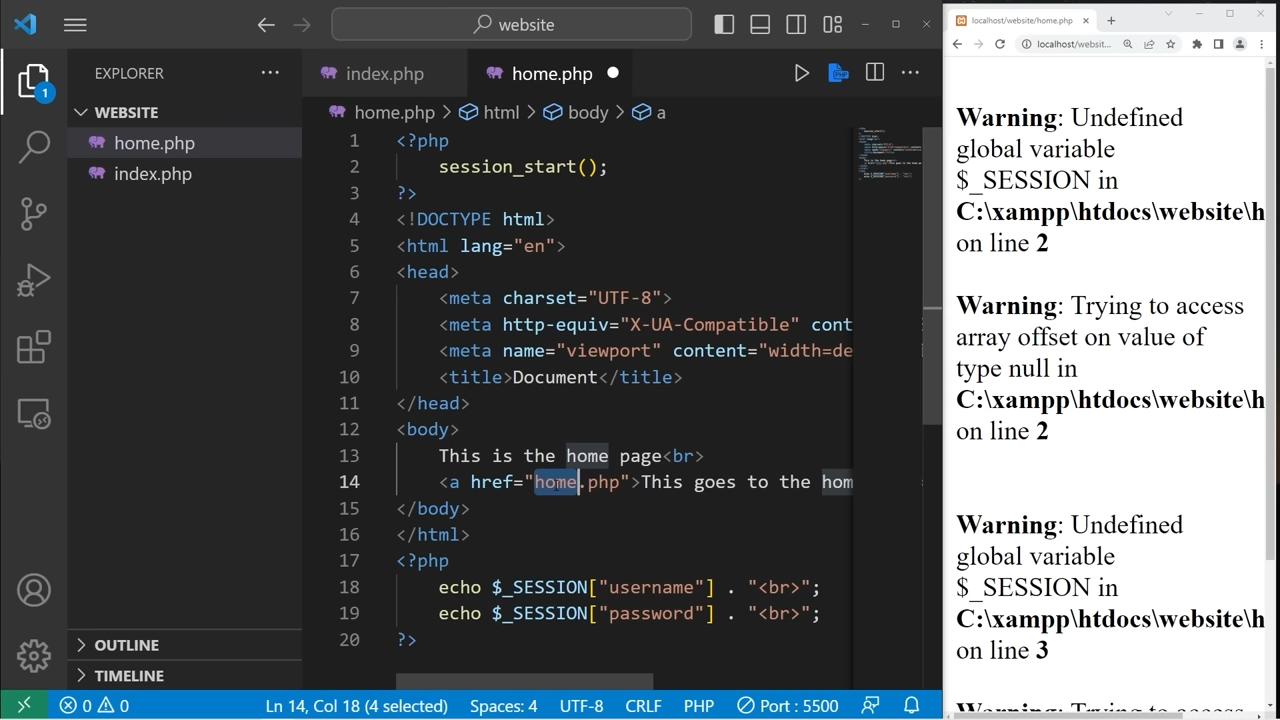 website
EXPLORER
WEBSITE
home.php
index.php
OUTLINE
TIMELINE
1
index.php
home.php
home.php > html > body > a
1 <?php
2 session_start();
3 ?>
4 <!DOCTYPE html>
5 <html lang="en">
6 <head>
7 <meta charset="UTF-8">
8 <meta http-equiv="X-UA-Compatible" cont
9 <meta name="viewport" content="width=de
10 <title>Document</title>
11 </head>
12 <body>
13 This is the home page<br>
14 <a href="home.php">This goes to the hom
15 </body>
16 </html>
17 <?php
18 echo $_SESSION["username"] . "<br>";
19 echo $_SESSION["password"] . "<br>";
20 ?>
0 0 Ln 14, Col 18 (4 selected) Spaces: 4 UTF-8 CRLF PHP Port : 5500
localhost/website/home.php
localhost/websit...
Warning: Undefined
global variable
$_SESSION in
C:\xampp\htdocs\website\h
on line 2
Warning: Trying to access
array offset on value of
type null in
C:\xampp\htdocs\website\h
on line 2
Warning: Undefined
global variable
$_SESSION in
C:\xampp\htdocs\website\h
on line 3
Warning: Trying to access